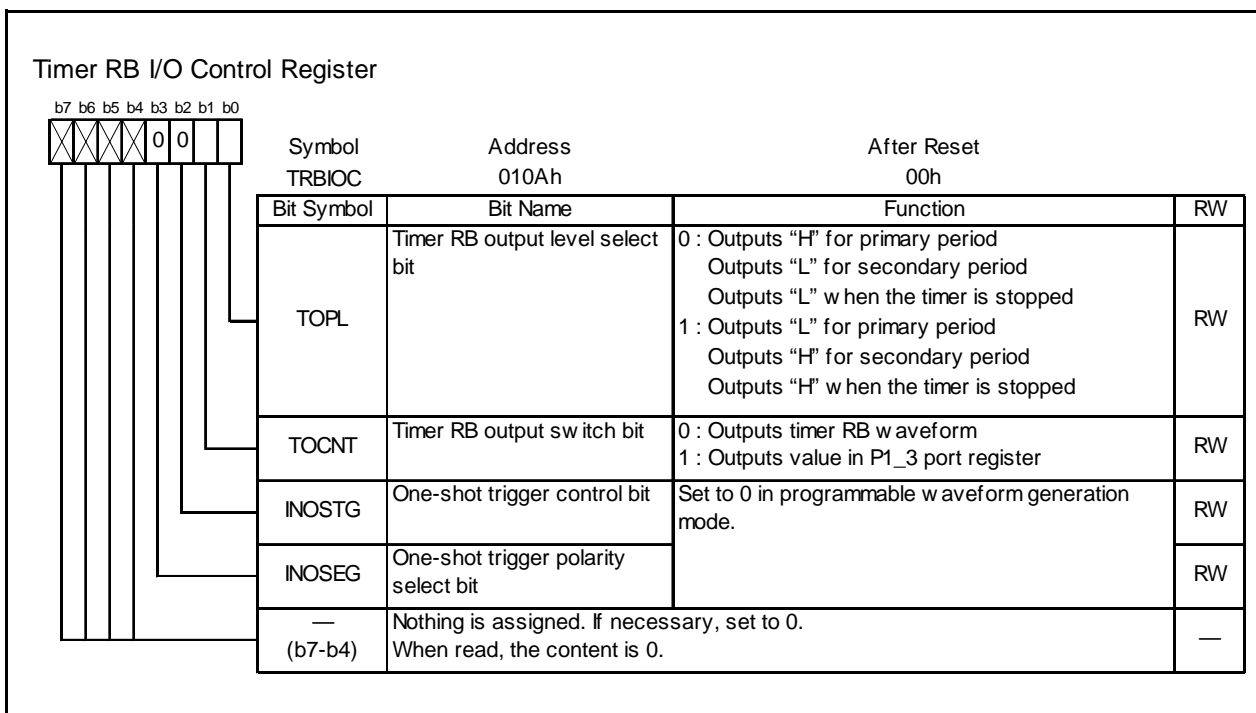 Timer RB I/O Control Register
b7 b6 b5 b4 b3 b2 b1 b0
0 0
Symbol Address After Reset
TRBIOC 010Ah 00h
Bit Symbol Bit Name Function RW
TOPL
Timer RB output level select
bit
0 : Outputs “H” for primary period
Outputs “L” for secondary period
Outputs “L” when the timer is stopped
1 : Outputs “L” for primary period
Outputs “H” for secondary period
Outputs “H” when the timer is stopped
RW
TOCNT
Timer RB output switch bit
0 : Outputs timer RB waveform
1 : Outputs value in P1_3 port register
RW
INOSTG
One-shot trigger control bit
Set to 0 in programmable waveform generation
mode.
RW
INOSEG
One-shot trigger polarity
select bit
RW
—
(b7-b4)
Nothing is assigned. If necessary, set to 0.
When read, the content is 0.
—